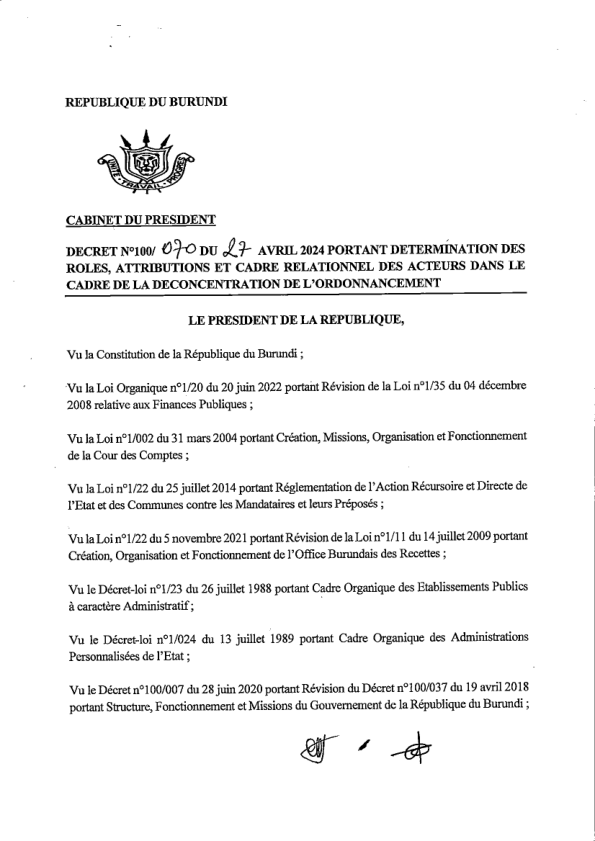 REPUBLIQUE DU BURUNDI
UNITE - TRAVAIL - PROGRES
CABINET DU PRESIDENT
DECRET N°100/ 070 DU 27 AVRIL 2024 PORTANT DETERMINATION DES
ROLES, ATTRIBUTIONS ET CADRE RELATIONNEL DES ACTEURS DANS LE
CADRE DE LA DECONCENTRATION DE L'ORDONNANCEMENT
LE PRESIDENT DE LA REPUBLIQUE,
Vu la Constitution de la République du Burundi ;
Vu la Loi Organique n°1/20 du 20 juin 2022 portant Révision de la Loi n°1/35 du 04 décembre
2008 relative aux Finances Publiques ;
Vu la Loi n°1/002 du 31 mars 2004 portant Création, Missions, Organisation et Fonctionnement
de la Cour des Comptes ;
Vu la Loi n°1/22 du 25 juillet 2014 portant Réglementation de l'Action Récursoire et Directe de
l'Etat et des Communes contre les Mandataires et leurs Préposés ;
Vu la Loi n°1/22 du 5 novembre 2021 portant Révision de la Loi n°1/11 du 14 juillet 2009 portant
Création, Organisation et Fonctionnement de l'Office Burundais des Recettes ;
Vu le Décret-loi n°1/23 du 26 juillet 1988 portant Cadre Organique des Etablissements Publics
à caractère Administratif ;
Vu le Décret-loi n°1/024 du 13 juillet 1989 portant Cadre Organique des Administrations
Personnalisées de l'Etat ;
Vu le Décret n°100/007 du 28 juin 2020 portant Révision du Décret n°100/037 du 19 avril 2018
portant Structure, Fonctionnement et Missions du Gouvernement de la République du Burundi ;